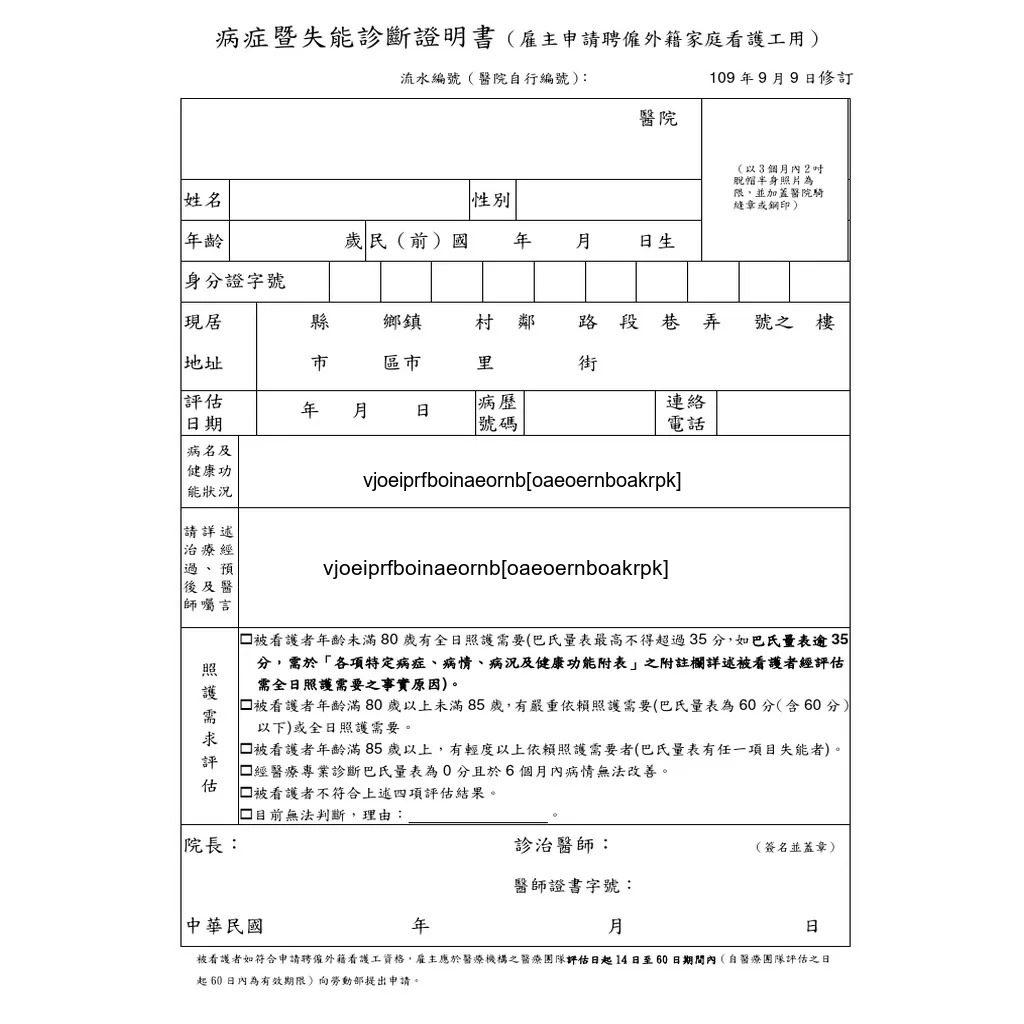 病症暨失能診斷證明書（雇主申請聘僱外籍家庭看護工用）
流水編號（醫院自行編號）： 109 年 9 月 9 日修訂
醫院
（以3個月內2吋
脫帽半身照片為
限，並加蓋醫院騎
縫章或鋼印）
姓名 性別
年齡 歲 民（前）國 年 月 日生
身分證字號
現居 縣 鄉鎮 村 鄰 路 段 巷 弄 號之 樓
地址 市 區市 里 街
評估 病歷 連絡
年 月 日
日期 號碼 電話
病名及
健康功
能狀況
vjoeiprfboinaeornb[oaeoernboakrpk]
請詳述
治療經
過、預
後及醫
師囑言
vjoeiprfboinaeornb[oaeoernboakrpk]
照護需求評估
□被看護者年齡未滿 80 歲有全日照護需要(巴氏量表最高不得超過 35 分，如巴氏量表逾 35
分，需於「各項特定病症、病情、病況及健康功能附表」之附註欄詳述被看護者經評估
需全日照護需要之事實原因)。
□被看護者年齡滿 80 歲以上未滿 85 歲，有嚴重依賴照護需要(巴氏量表為 60 分（含 60 分）
以下)或全日照護需要。
□被看護者年齡滿 85 歲以上，有輕度以上依賴照護需要者(巴氏量表有任一項目失能者)。
□經醫療專業診斷巴氏量表為 0 分且於 6 個月內病情無法改善。
□被看護者不符合上述四項評估結果。
□目前無法判斷，理由：＿＿＿＿＿＿＿。
院長： 診治醫師： （簽名並蓋章）
醫師證書字號：
中華民國 年 月 日
被看護者如符合申請聘僱外籍看護工資格，雇主應於醫療機構之醫療團隊評估日起 14 日至 60 日期間內（自醫療團隊評估之日
起 60 日內為有效期限）向勞動部提出申請。